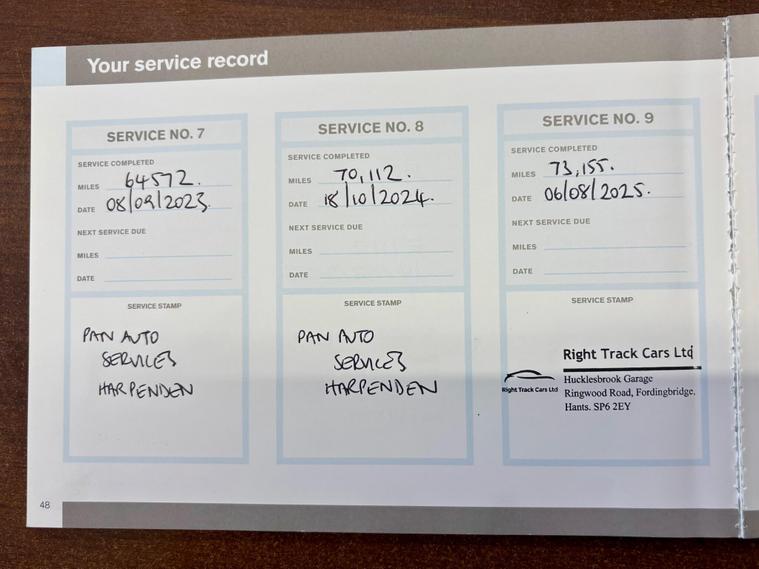 Your service record
SERVICE NO. 7
SERVICE COMPLETED
MILES 64572.
DATE 08/09/2023.
NEXT SERVICE DUE
MILES
DATE
SERVICE STAMP
PAN AUTO
SERVICES
HARPENDEN
SERVICE NO. 8
SERVICE COMPLETED
MILES 70,112.
DATE 18/10/2024.
NEXT SERVICE DUE
MILES
DATE
SERVICE STAMP
PAN AUTO
SERVICES
HARPENDEN
SERVICE NO. 9
SERVICE COMPLETED
MILES 73,155.
DATE 06/08/2025.
NEXT SERVICE DUE
MILES
DATE
SERVICE STAMP
Right Track Cars Ltd
Right Track Cars Ltd
Hucklesbrook Garage
Ringwood Road, Fordingbridge,
Hants. SP6 2EY
48